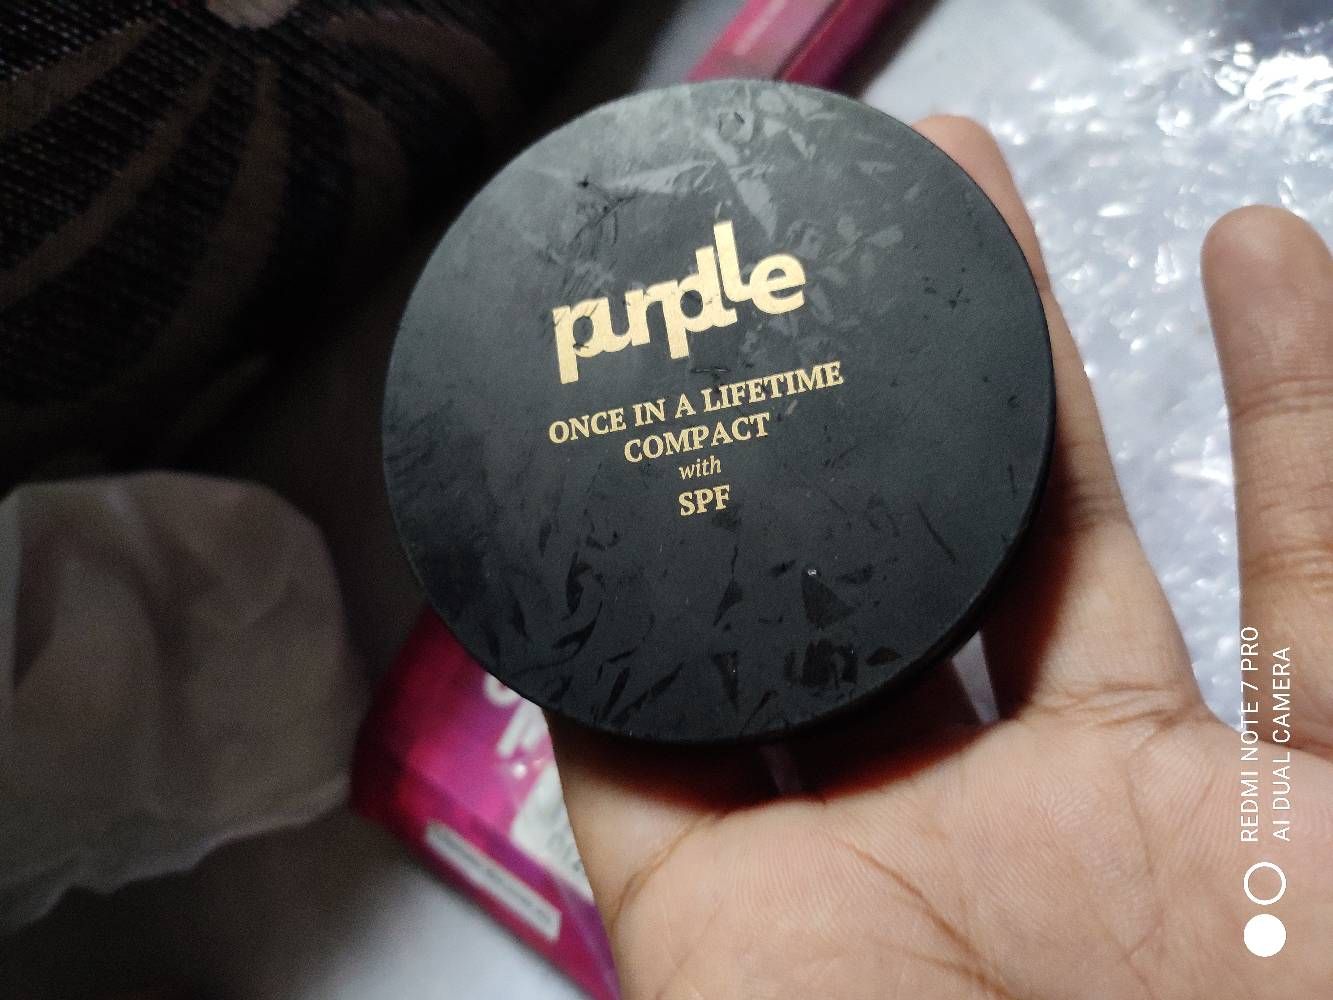 purplle
ONCE IN A LIFETIME
COMPACT
with
SPF
REDMI NOTE 7 PRO
AI DUAL CAMERA